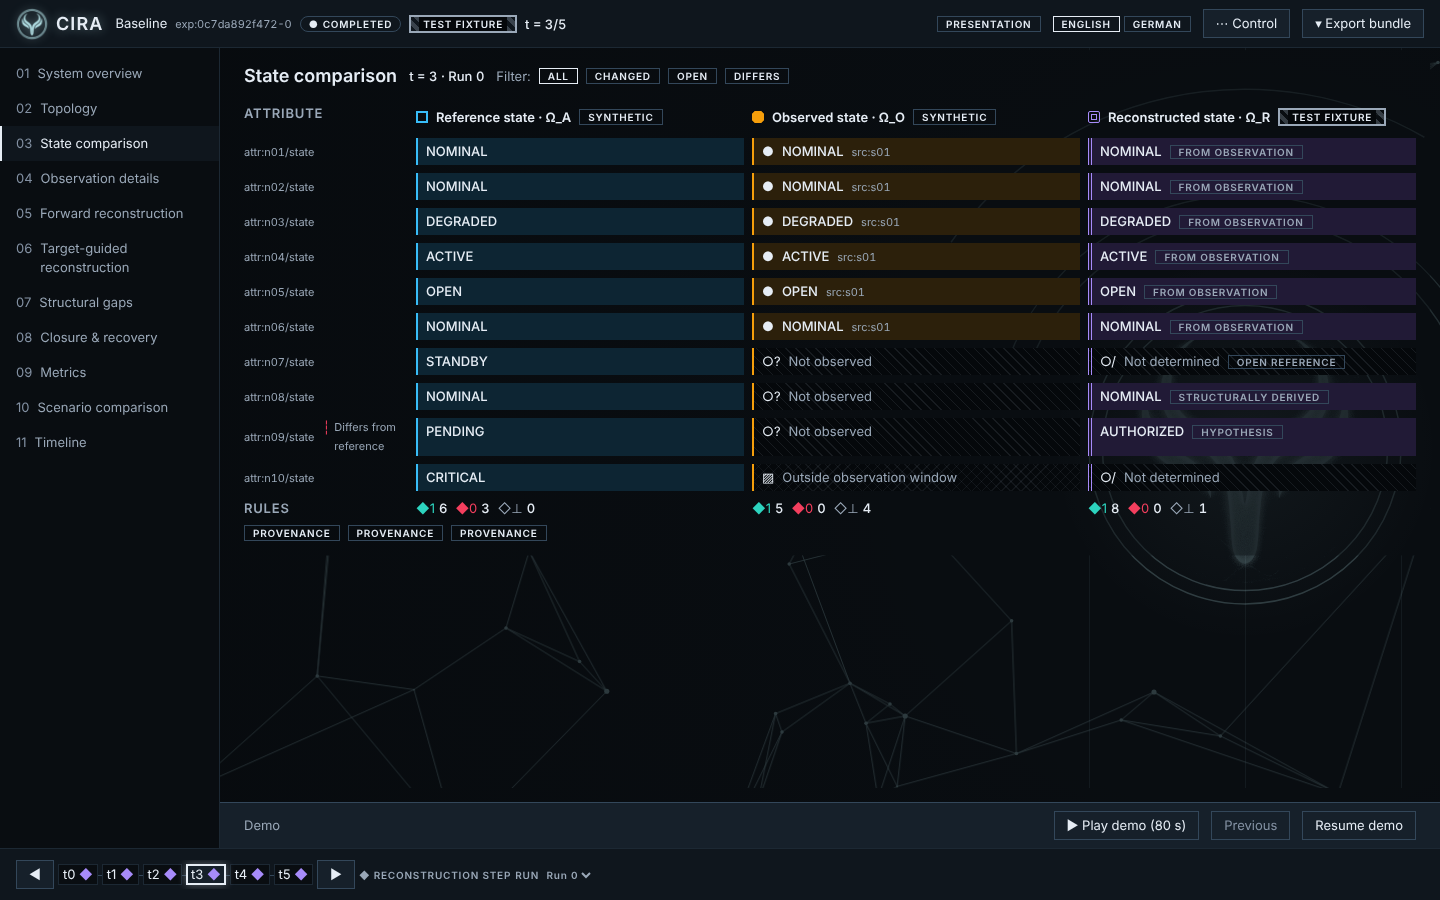 CIRA Baseline exp:0c7da892f472-0 COMPLETED TEST FIXTURE t = 3/5 PRESENTATION ENGLISH GERMAN ··· Control ▾ Export bundle
01 System overview
02 Topology
03 State comparison
04 Observation details
05 Forward reconstruction
06 Target-guided
reconstruction
07 Structural gaps
08 Closure & recovery
09 Metrics
10 Scenario comparison
11 Timeline
State comparison t = 3 · Run 0 Filter: ALL CHANGED OPEN DIFFERS
ATTRIBUTE Reference state · Ω_A SYNTHETIC Observed state · Ω_O SYNTHETIC Reconstructed state · Ω_R TEST FIXTURE
attr:n01/state NOMINAL NOMINAL src:s01 NOMINAL FROM OBSERVATION
attr:n02/state NOMINAL NOMINAL src:s01 NOMINAL FROM OBSERVATION
attr:n03/state DEGRADED DEGRADED src:s01 DEGRADED FROM OBSERVATION
attr:n04/state ACTIVE ACTIVE src:s01 ACTIVE FROM OBSERVATION
attr:n05/state OPEN OPEN src:s01 OPEN FROM OBSERVATION
attr:n06/state NOMINAL NOMINAL src:s01 NOMINAL FROM OBSERVATION
attr:n07/state STANDBY ○? Not observed ○/ Not determined OPEN REFERENCE
attr:n08/state NOMINAL ○? Not observed NOMINAL STRUCTURALLY DERIVED
attr:n09/state Differs from
reference PENDING ○? Not observed AUTHORIZED HYPOTHESIS
attr:n10/state CRITICAL ▨ Outside observation window ○/ Not determined
RULES ◆1 6 ◆0 3 ◇⊥ 0 ◆1 5 ◆0 0 ◇⊥ 4 ◆1 8 ◆0 0 ◇⊥ 1
PROVENANCE PROVENANCE PROVENANCE
Demo ▶ Play demo (80 s) Previous Resume demo
◀ t0 ◆ t1 ◆ t2 ◆ t3 ◆ t4 ◆ t5 ◆ ▶ ◆ RECONSTRUCTION STEP RUN Run 0